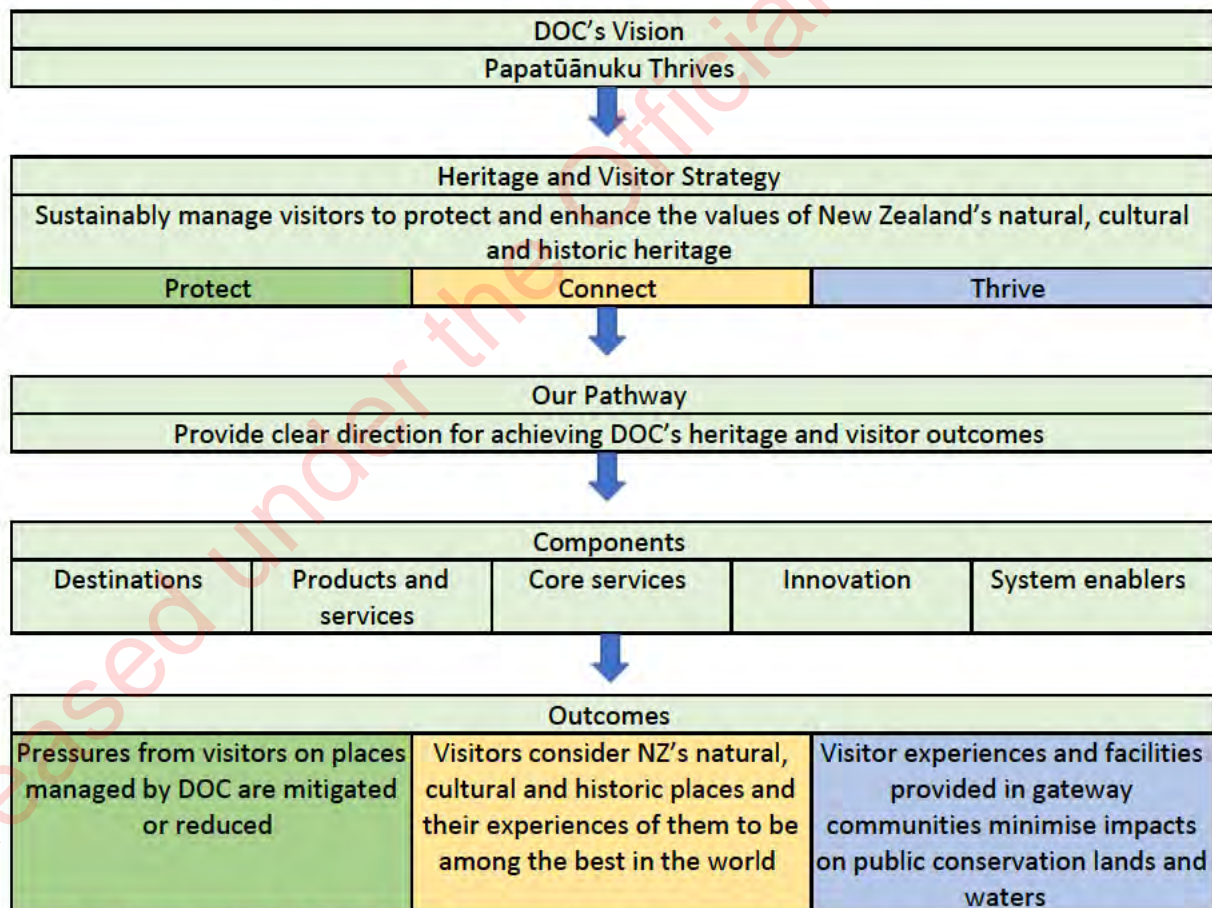 DOC's Vision
Papatūānuku Thrives
Heritage and Visitor Strategy
Sustainably manage visitors to protect and enhance the values of New Zealand's natural, cultural
and historic heritage
Protect
Connect
Thrive
Our Pathway
Provide clear direction for achieving DOC's heritage and visitor outcomes
Components
Destinations
Products and
services
Core services
Innovation
System enablers
Outcomes
Pressures from visitors on places
managed by DOC are mitigated
or reduced
Visitors consider NZ's natural,
cultural and historic places and
their experiences of them to be
among the best in the world
Visitor experiences and facilities
provided in gateway
communities minimise impacts
on public conservation lands and
waters
eased under the Official